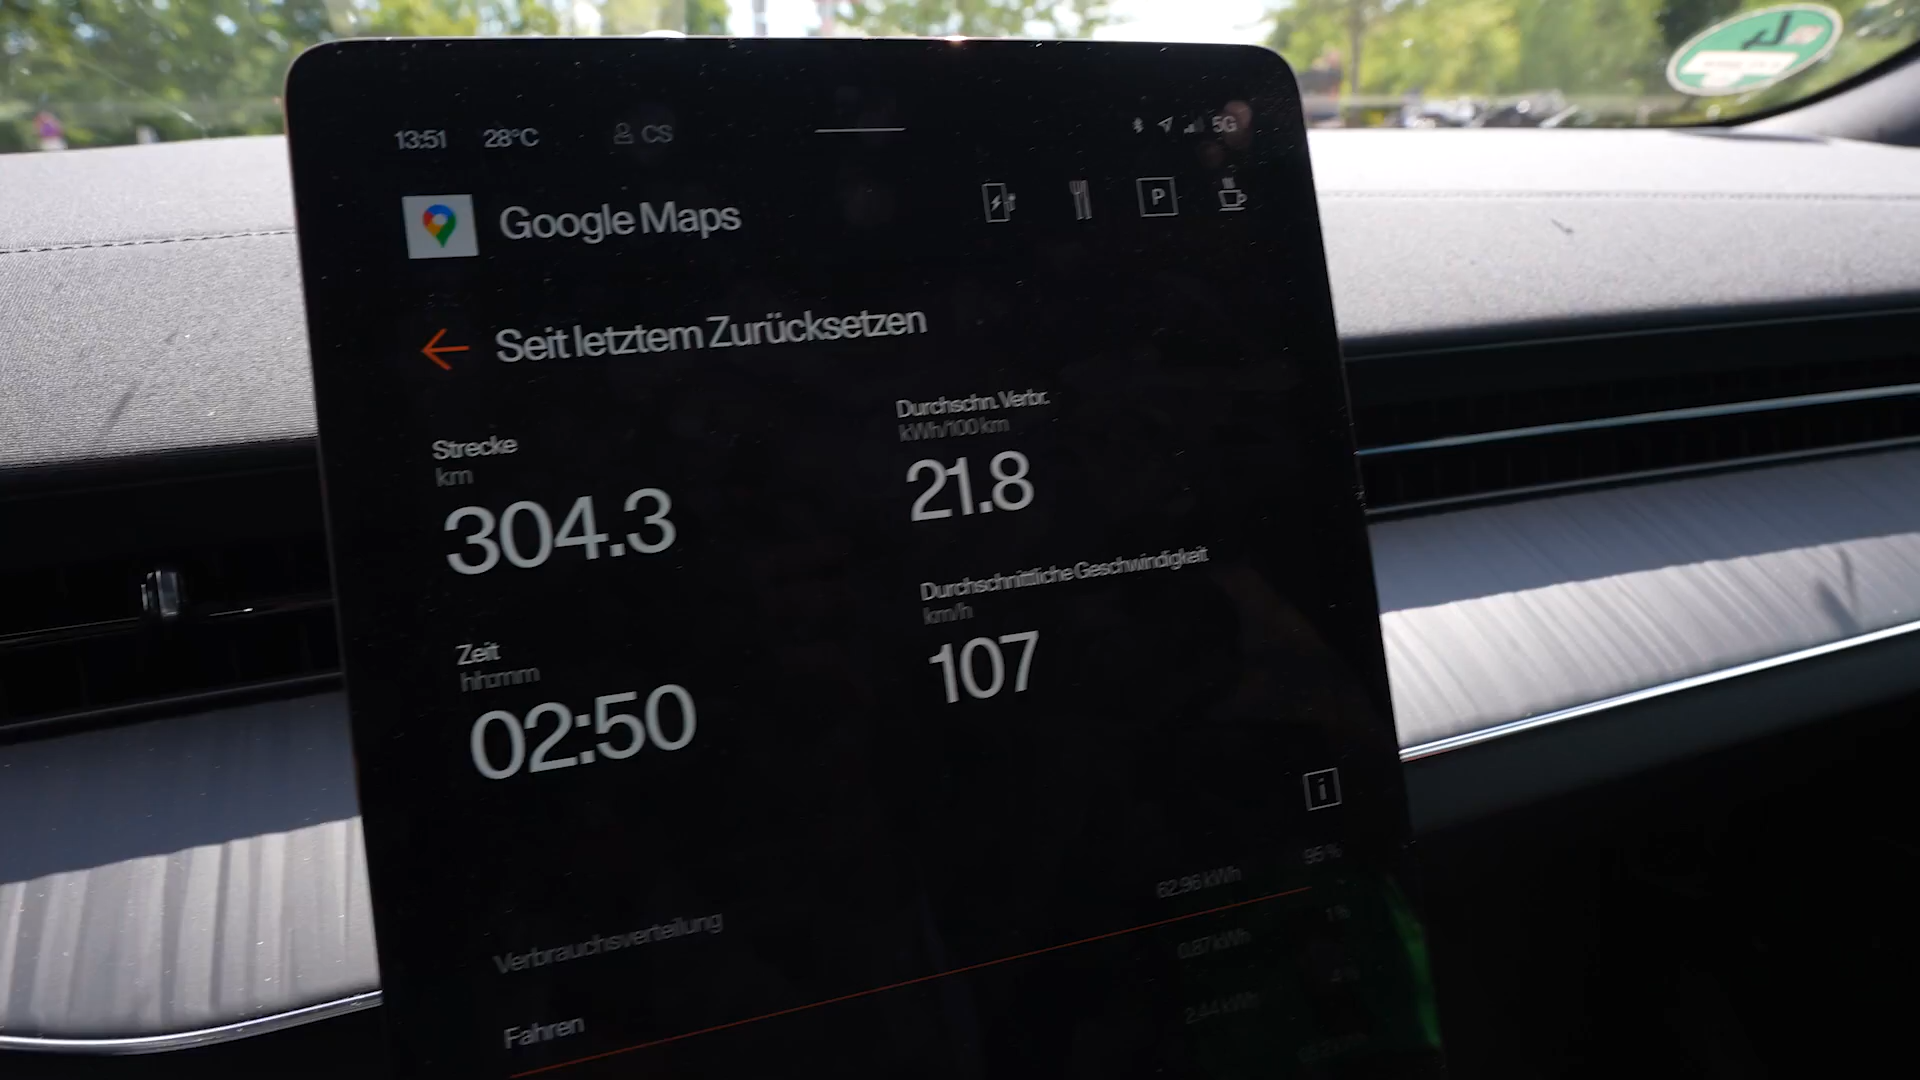 13:51 28°C CS 5G
Google Maps
P
Seit letztem Zurücksetzen
Strecke
km
304.3
Durchschn. Verbr.
kWh/100 km
21.8
Zeit
hh:mm
02:50
Durchschnittliche Geschwindigkeit
km/h
107
i
Verbrauchsverteilung
62.96 kWh 95 %
Fahren
0.87 kWh 1 %
2.44 kWh 4 %